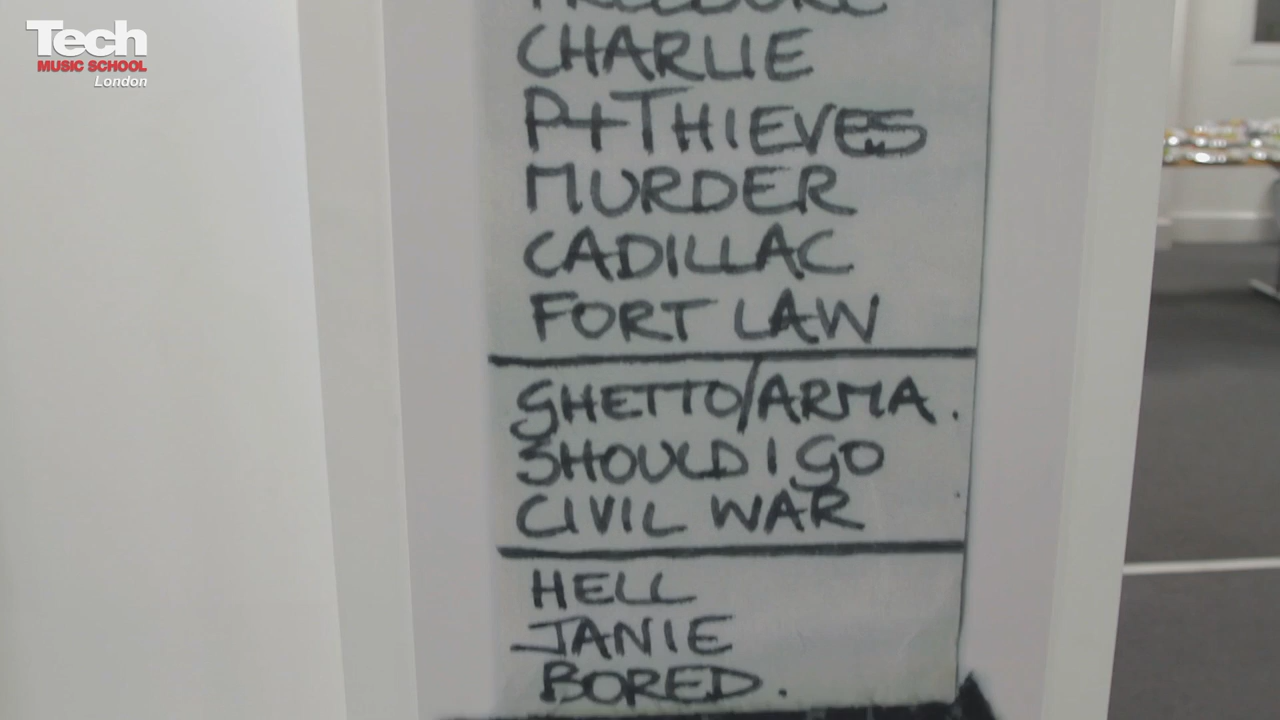 Tech
MUSIC SCHOOL
London
CHARLIE
P+THIEVES
MURDER
CADILLAC
FORT LAW
GHETTO/ARMA.
SHOULD I GO
CIVIL WAR
HELL
JANIE
BORED.